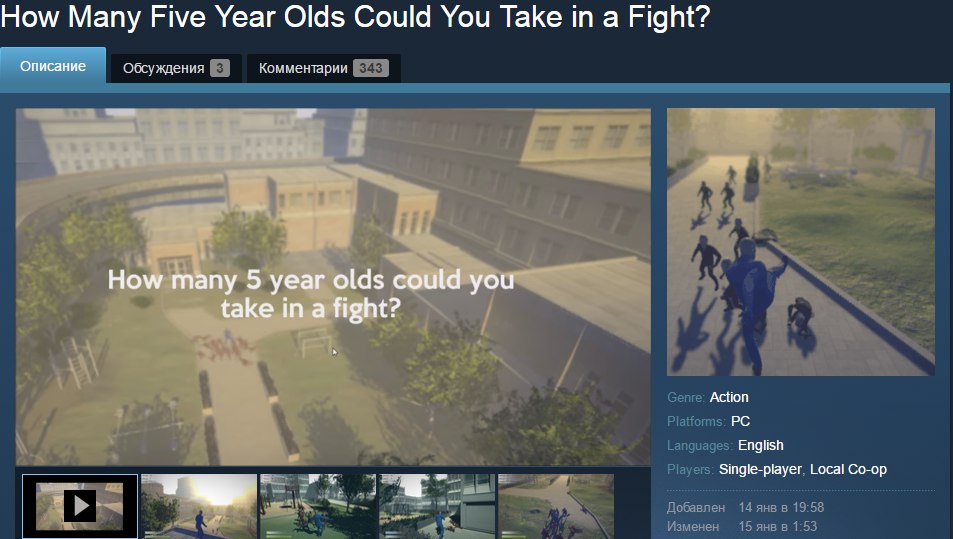 How Many Five Year Olds Could You Take in a Fight?
Описание
Обсуждения 3
Комментарии 343
How many 5 year olds could you
take in a fight?
Genre: Action
Platforms: PC
Languages: English
Players: Single-player, Local Co-op
Добавлен 14 янв в 19:58
Изменен 15 янв в 1:53